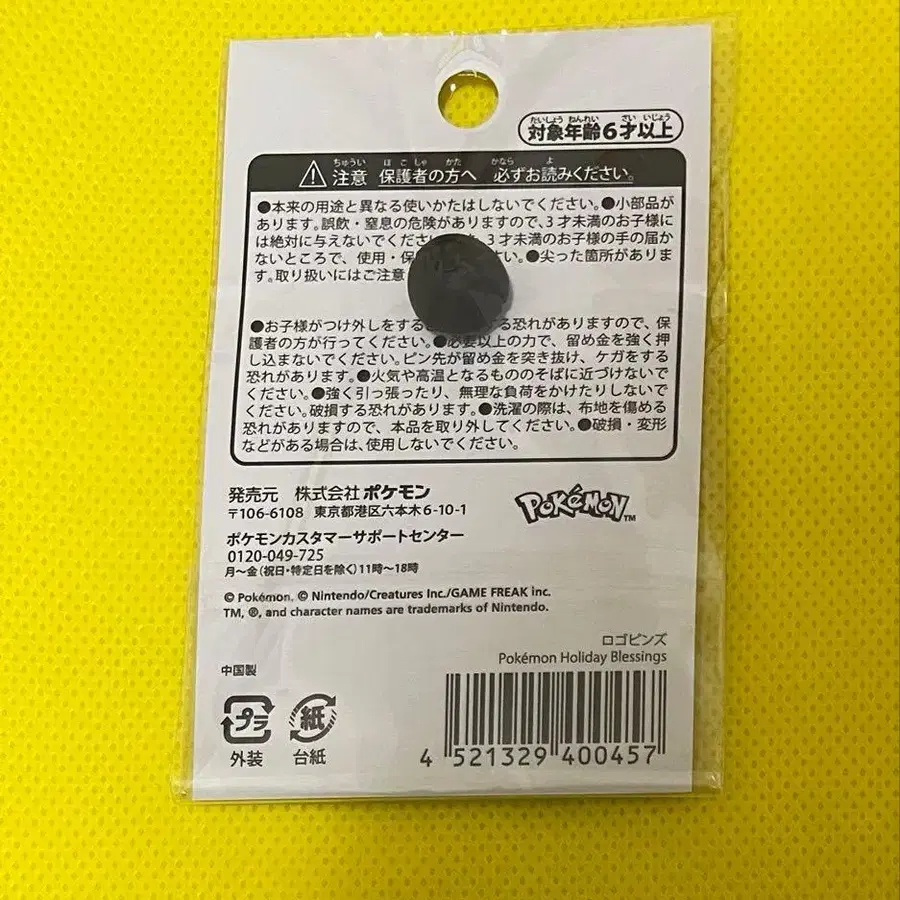 たいしょう ねんれい さい いじょう
対象年齢6才以上
ちゅうい ほごしゃ かた かなら よ
注意 保護者の方へ 必ずお読みください。
●本来の用途と異なる使いかたはしないでください。●小部品が
あります。誤飲・窒息の危険がありますので、3才未満のお子様に
は絶対に与えないでくださ 3才未満のお子様の手の届か
ないところで、使用・保 さい。●尖った箇所がありま
す。取り扱いにはご注意
●お子様がつけ外しをする する恐れがありますので、保
護者の方が行ってください。●必要以上の力で、留め金を強く押
し込まないでください。ピン先が留め金を突き抜け、ケガをする
恐れがあります。●火気や高温となるもののそばに近づけないで
ください。●強く引っ張ったり、無理な負荷をかけたりしないで
ください。破損する恐れがあります。●洗濯の際は、布地を傷める
恐れがありますので、本品を取り外してください。●破損・変形
などがある場合は、使用しないでください。
発売元 株式会社ポケモン
〒106-6108 東京都港区六本木6-10-1
POKéMON™
ポケモンカスタマーサポートセンター
0120-049-725
月〜金(祝日・特定日を除く)11時〜18時
© Pokémon. © Nintendo/Creatures Inc./GAME FREAK inc.
TM, ®, and character names are trademarks of Nintendo.
ロゴピンズ
Pokémon Holiday Blessings
中国製
プラ 紙
外装 台紙
4 521329 400457